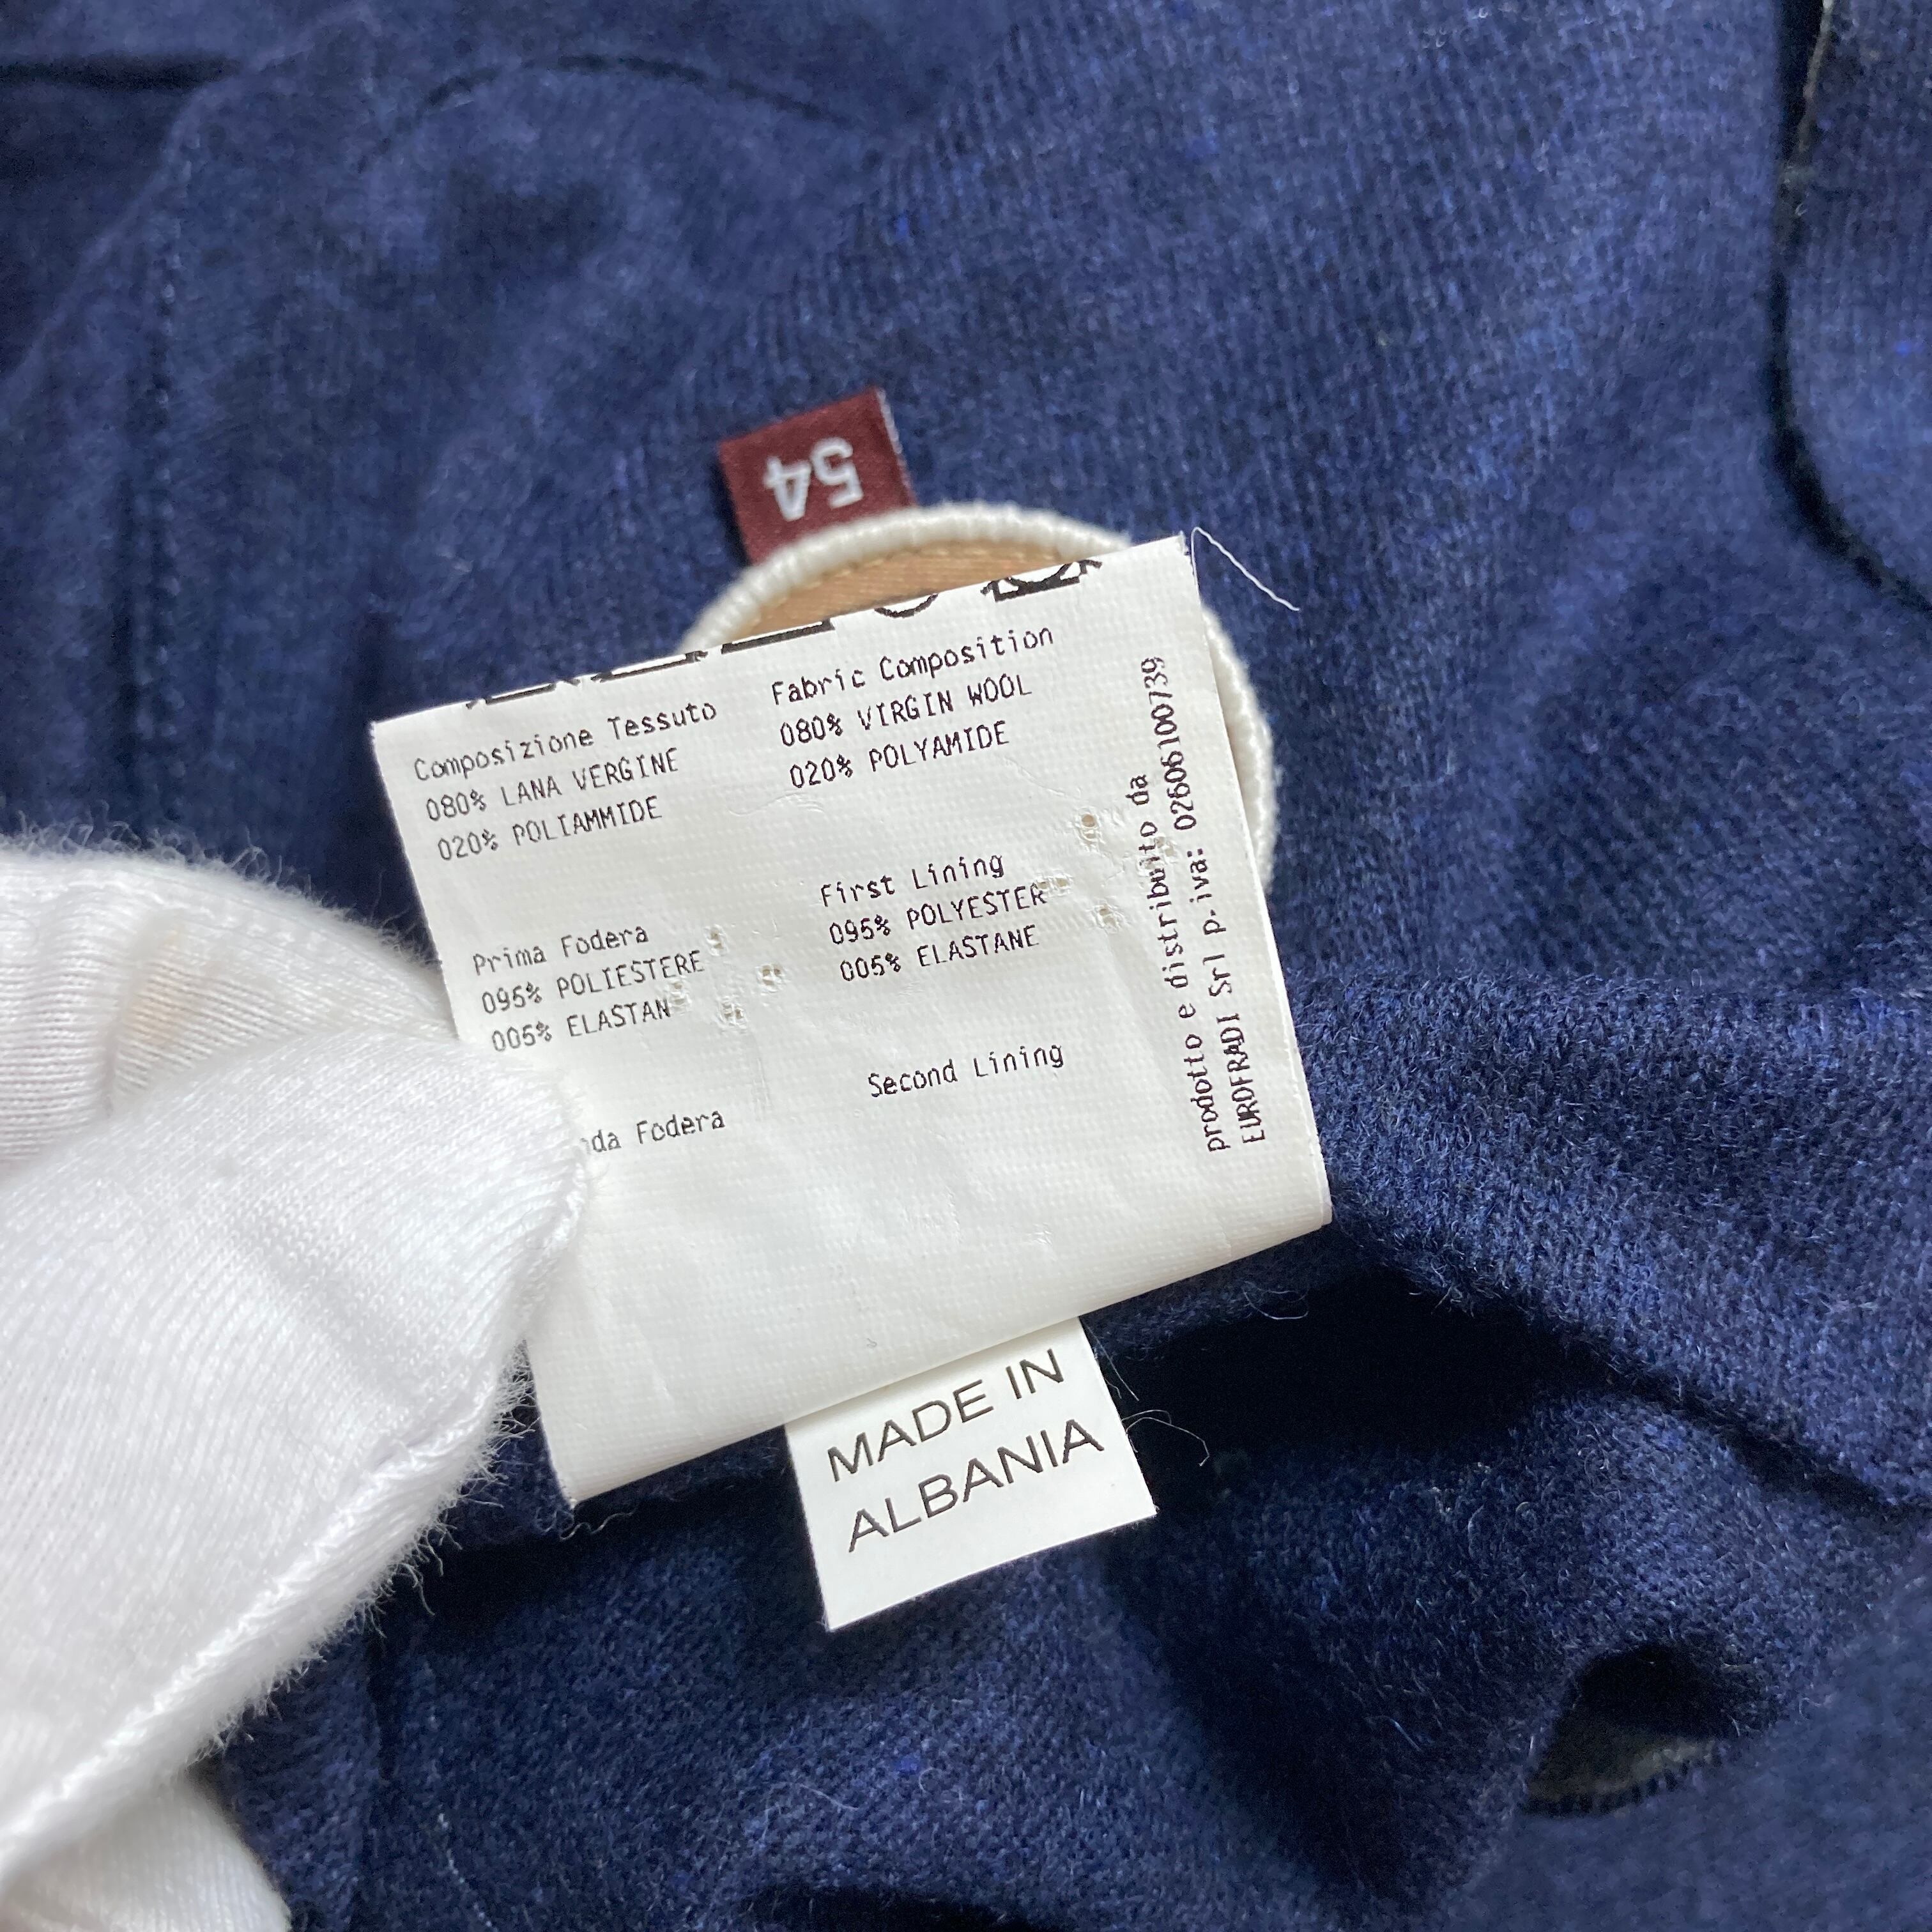 54
Composizione Tessuto
080% LANA VERGINE
020% POLIAMMIDE
Fabric Composition
080% VIRGIN WOOL
020% POLYAMIDE
Prima Fodera
095% POLIESTERE
005% ELASTAN
First Lining
095% POLYESTER
005% ELASTANE
Fodera
Second Lining
prodotto e distribuito da
EUROFRADI Srl p.iva: 02606100739
MADE IN
ALBANIA